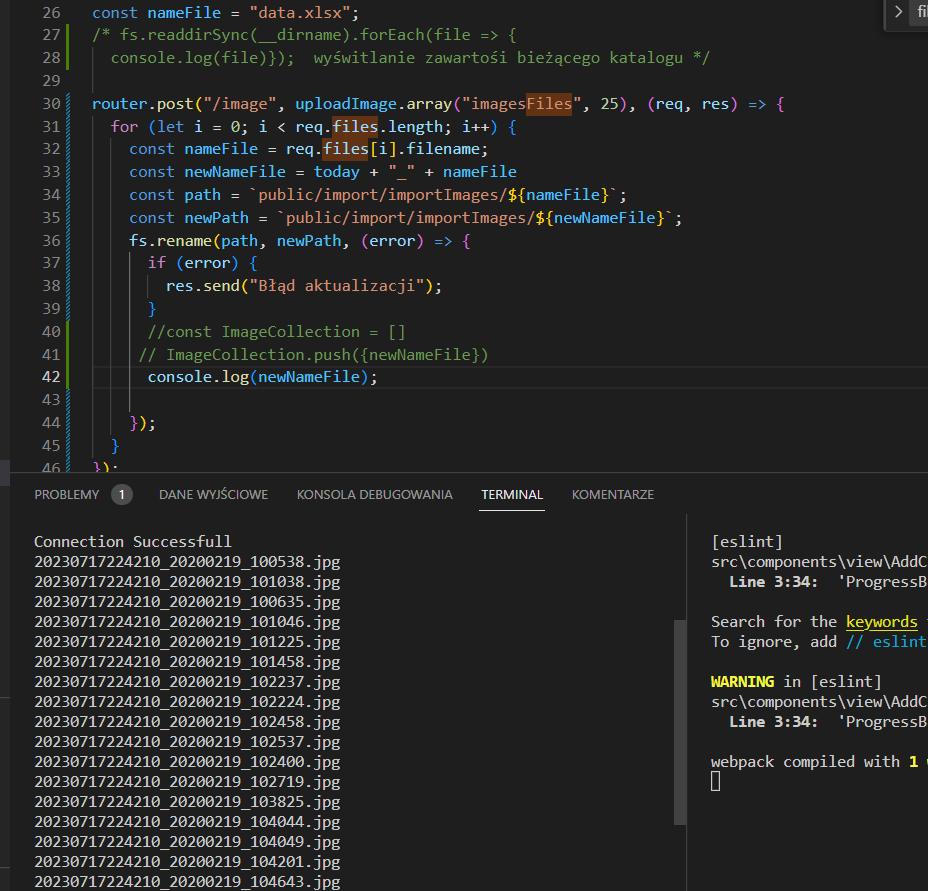 fil
26 const nameFile = "data.xlsx";
27 /* fs.readdirSync(__dirname).forEach(file => {
28 console.log(file)}); wyświtlanie zawartości bieżącego katalogu */
29
30 router.post("/image", uploadImage.array("imagesFiles", 25), (req, res) => {
31 for (let i = 0; i < req.files.length; i++) {
32 const nameFile = req.files[i].filename;
33 const newNameFile = today + "_" + nameFile
34 const path = `public/import/importImages/${nameFile}`;
35 const newPath = `public/import/importImages/${newNameFile}`;
36 fs.rename(path, newPath, (error) => {
37 if (error) {
38 res.send("Błąd aktualizacji");
39 }
40 //const ImageCollection = []
41 // ImageCollection.push({newNameFile})
42 console.log(newNameFile);
43
44 });
45 }
46 });
PROBLEMY 1 DANE WYJŚCIOWE KONSOLA DEBUGOWANIA TERMINAL KOMENTARZE
Connection Successfull
20230717224210_20200219_100538.jpg
20230717224210_20200219_101038.jpg
20230717224210_20200219_100635.jpg
20230717224210_20200219_101046.jpg
20230717224210_20200219_101225.jpg
20230717224210_20200219_101458.jpg
20230717224210_20200219_102237.jpg
20230717224210_20200219_102224.jpg
20230717224210_20200219_102458.jpg
20230717224210_20200219_102537.jpg
20230717224210_20200219_102400.jpg
20230717224210_20200219_102719.jpg
20230717224210_20200219_103825.jpg
20230717224210_20200219_104044.jpg
20230717224210_20200219_104049.jpg
20230717224210_20200219_104201.jpg
20230717224210_20200219_104643.jpg
[eslint]
src\components\view\AddC
Line 3:34: 'ProgressB
Search for the keywords
To ignore, add // eslint
WARNING in [eslint]
src\components\view\AddC
Line 3:34: 'ProgressB
webpack compiled with 1